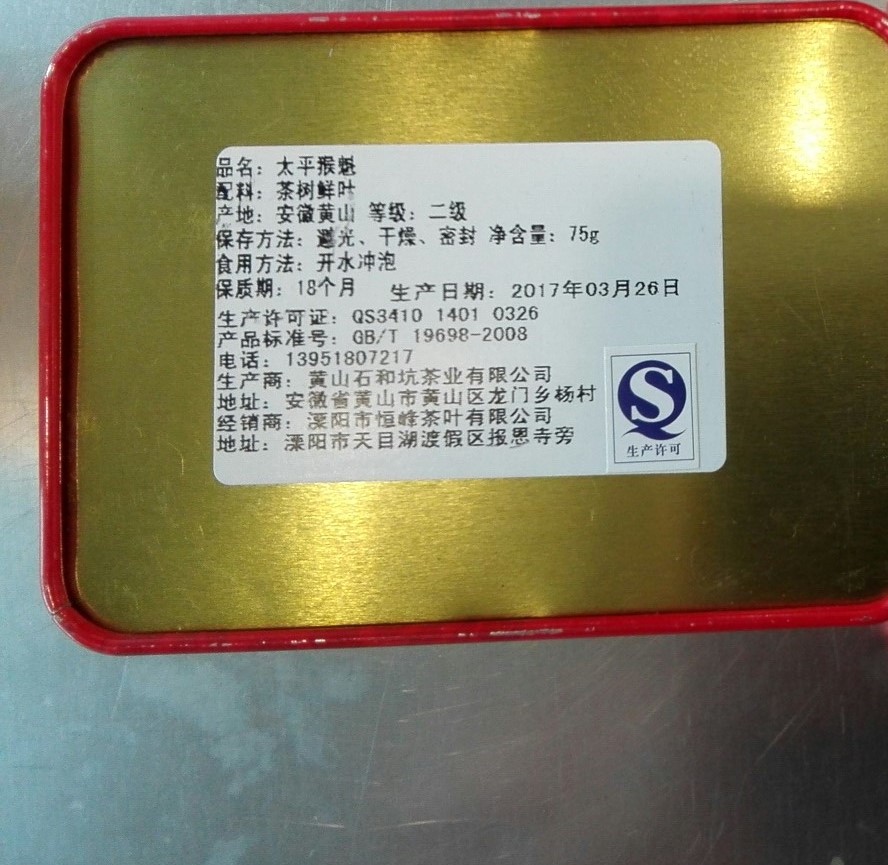 品名：太平猴魁
配料：茶树鲜叶
产地：安徽黄山 等级：二级
保存方法：避光、干燥、密封 净含量：75g
食用方法：开水冲泡
保质期：18个月 生产日期：2017年03月26日
生产许可证：QS3410 1401 0326
产品标准号：GB/T 19698-2008
电话：13951807217
生产商：黄山石和坑茶业有限公司
地址：安徽省黄山市黄山区龙门乡杨村
经销商：溧阳市恒峰茶叶有限公司
地址：溧阳市天目湖渡假区报恩寺旁
S
生产许可